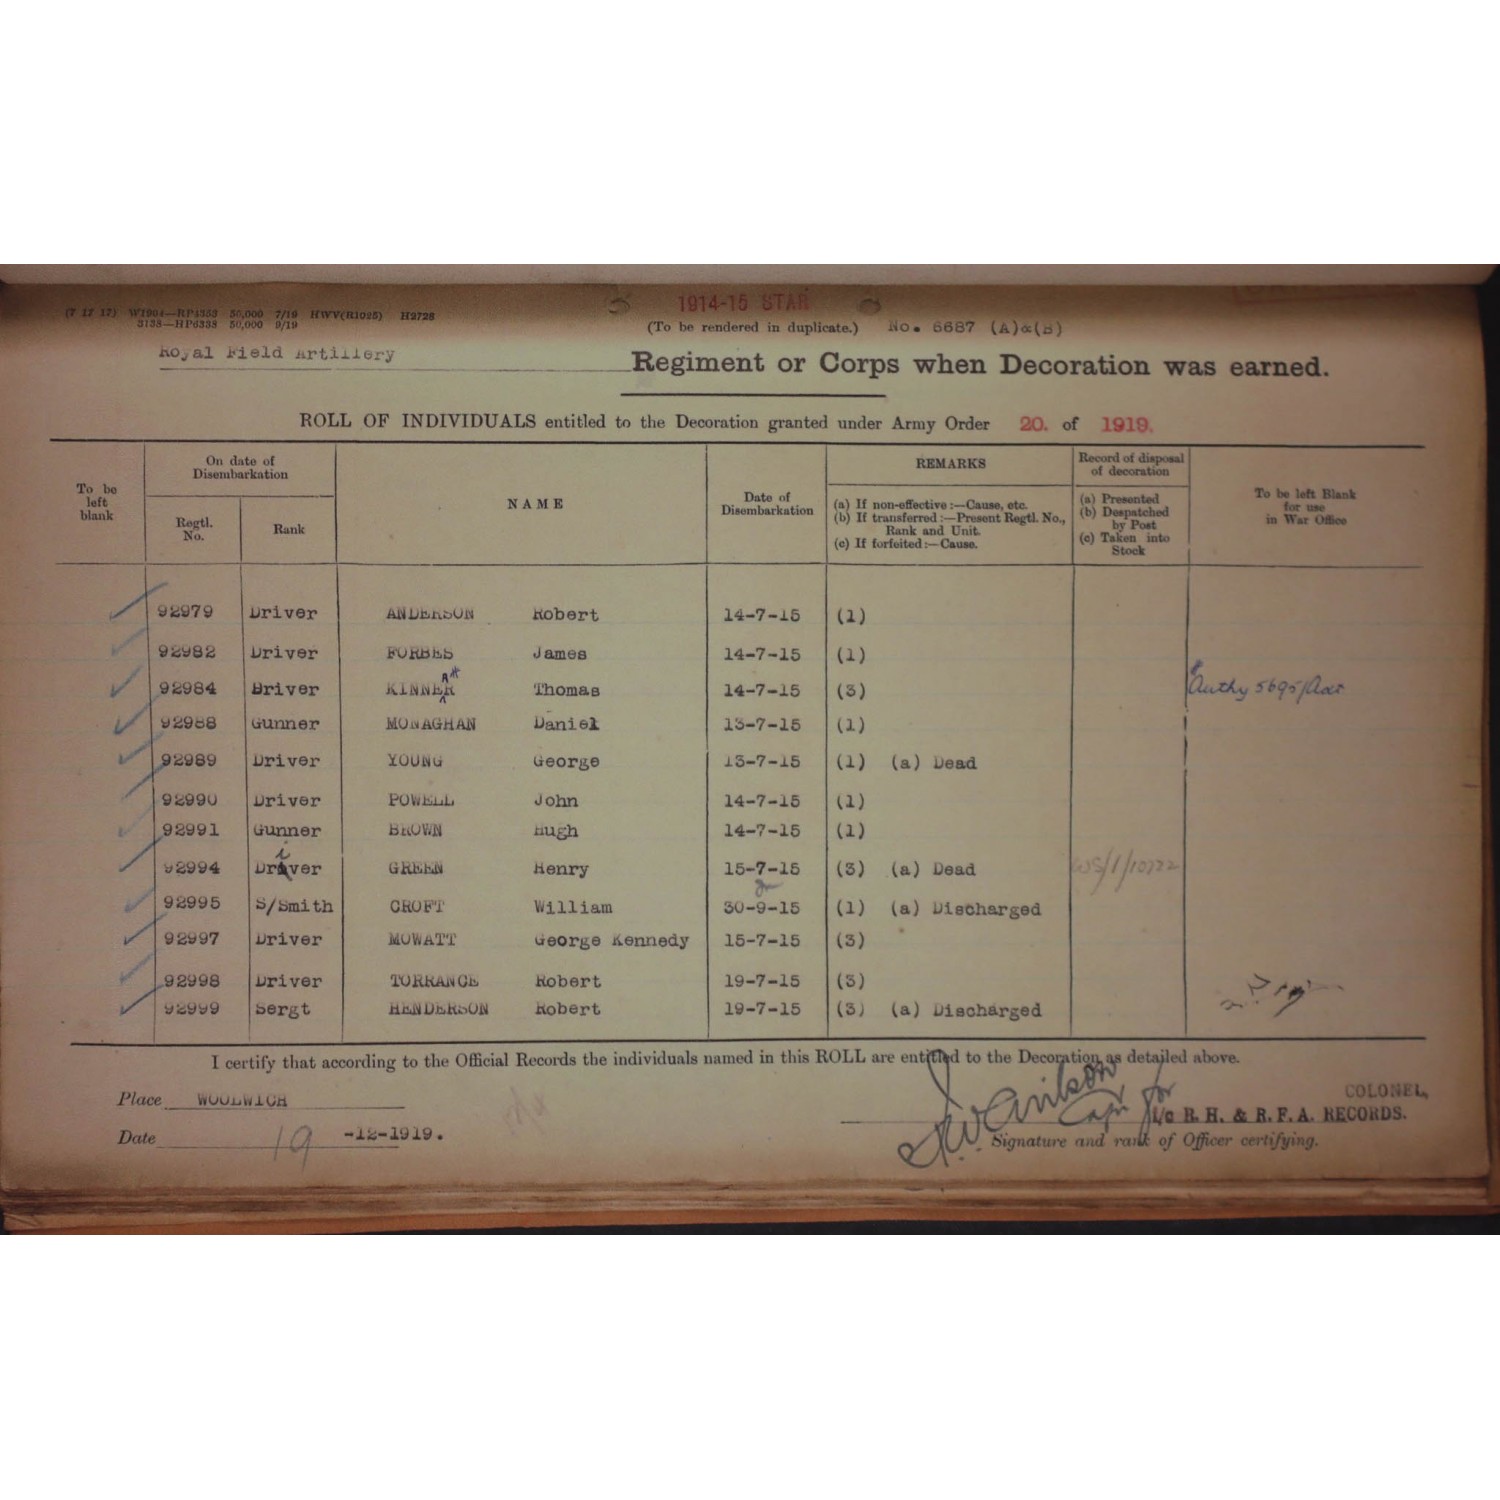 1914-15 STAR
(T 17 17) W1904—RP4353 50,000 7/19 HWV(R1025) H2728
3158—HP6338 50,000 9/19
(To be rendered in duplicate.) No. 6687 (A)&(B)
Royal Field Artillery Regiment or Corps when Decoration was earned.
ROLL OF INDIVIDUALS entitled to the Decoration granted under Army Order 20. of 1919.
To be left blank
On date of Disembarkation
Regtl. No.
Rank
NAME
Date of Disembarkation
REMARKS
(a) If non-effective:—Cause, etc.
(b) If transferred:—Present Regtl. No., Rank and Unit.
(c) If forfeited:—Cause.
Record of disposal of decoration
(a) Presented
(b) Despatched by Post
(c) Taken into Stock
To be left Blank for use in War Office
92979 Driver ANDERSON Robert 14-7-15 (1)
92982 Driver FORBES James 14-7-15 (1)
92984 Driver KINNER Thomas 14-7-15 (3) Authy 5695/Adt
92988 Gunner MONAGHAN Daniel 13-7-15 (1)
92989 Driver YOUNG George 13-7-15 (1) (a) Dead
92990 Driver POWELL John 14-7-15 (1)
92991 Gunner BROWN Hugh 14-7-15 (1)
92994 Driver GREEN Henry 15-7-15 (3) (a) Dead
92995 S/Smith CROFT William 30-9-15 (1) (a) Discharged
92997 Driver MOWATT George Kennedy 15-7-15 (3)
92998 Driver TORRANCE Robert 19-7-15 (3)
92999 Sergt HENDERSON Robert 19-7-15 (3) (a) Discharged
I certify that according to the Official Records the individuals named in this ROLL are entitled to the Decoration as detailed above.
Place WOOLWICH
Capt for COLONEL,
i/c R. H. & R. F. A. RECORDS.
Date 19 -12-1919.
Signature and rank of Officer certifying.